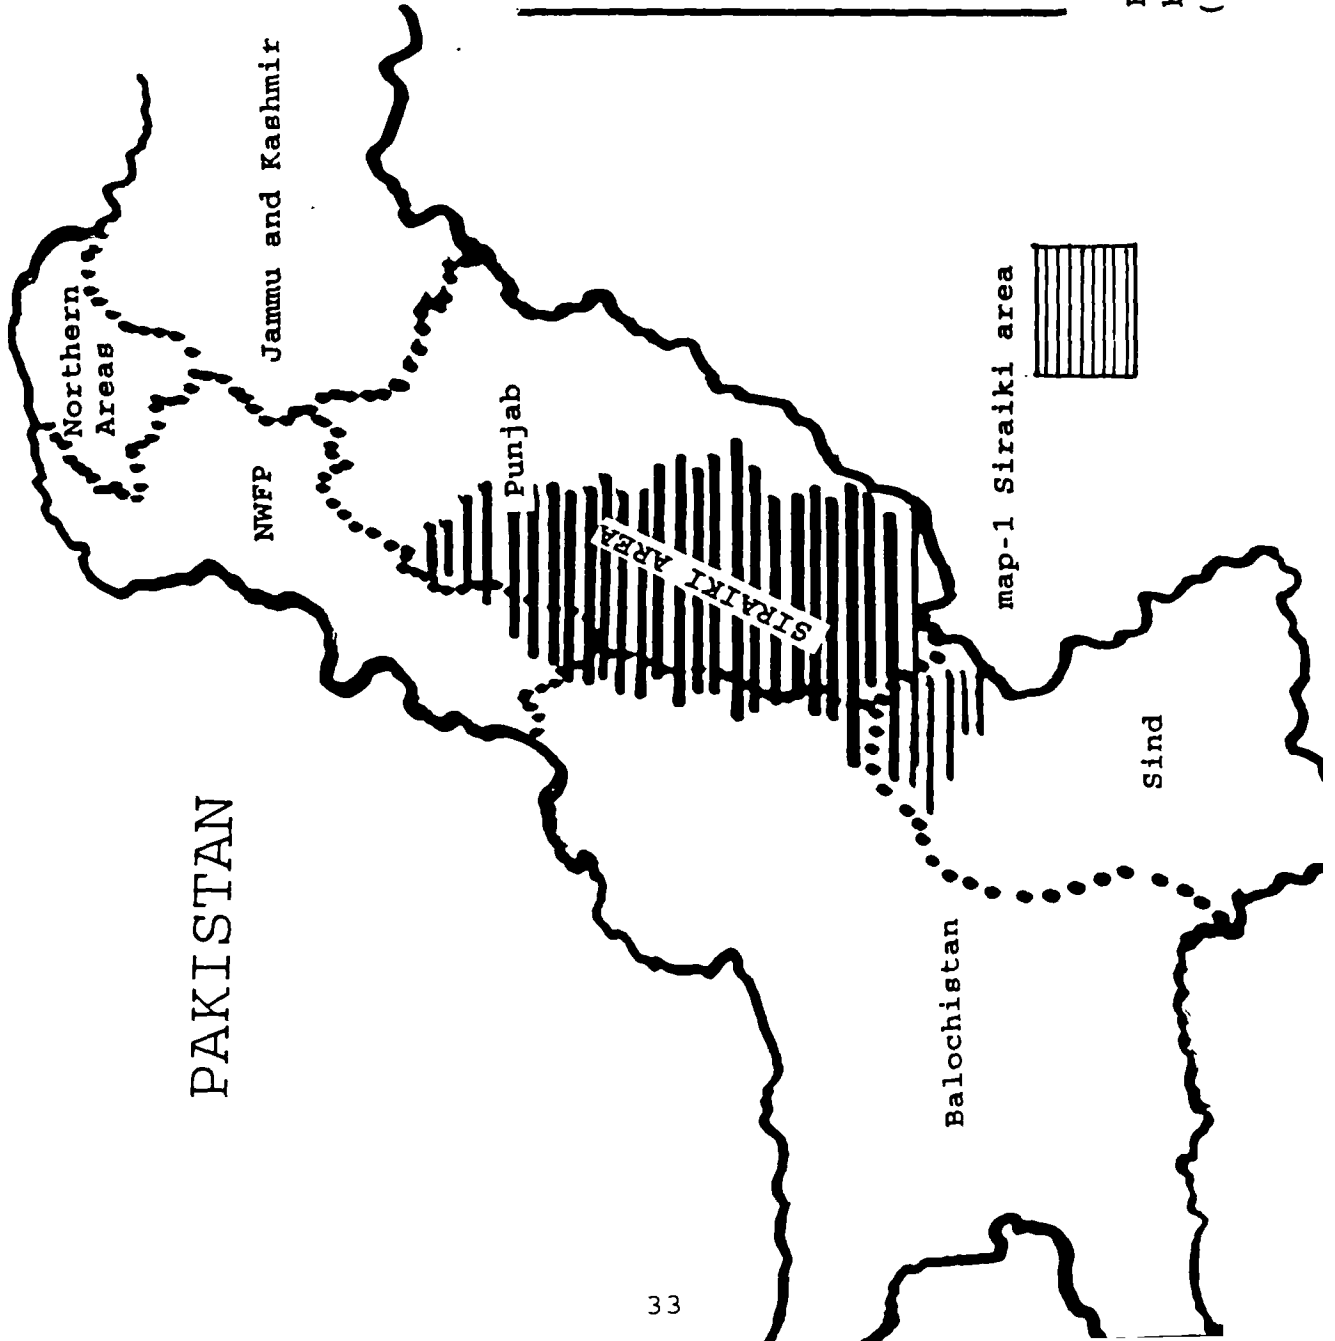 PAKISTAN
Northern
Areas
Jammu and Kashmir
NWFP
Punjab
SIRAIKI AREA
map-1 Siraiki area
Balochistan
Sind
33